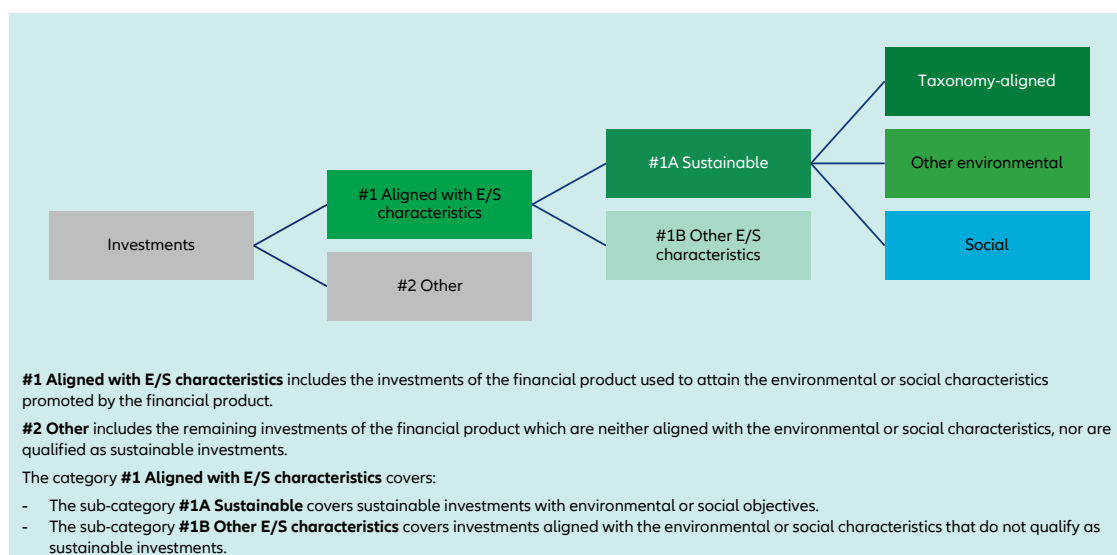 Taxonomy-aligned
#1A Sustainable
Other environmental
#1 Aligned with E/S
characteristics
#1B Other E/S
characteristics
Investments
Social
#2 Other
#1 Aligned with E/S characteristics includes the investments of the financial product used to attain the environmental or social characteristics
promoted by the financial product.
#2 Other includes the remaining investments of the financial product which are neither aligned with the environmental or social characteristics, nor are
qualified as sustainable investments.
The category #1 Aligned with E/S characteristics covers:
- The sub-category #1A Sustainable covers sustainable investments with environmental or social objectives.
- The sub-category #1B Other E/S characteristics covers investments aligned with the environmental or social characteristics that do not qualify as
sustainable investments.